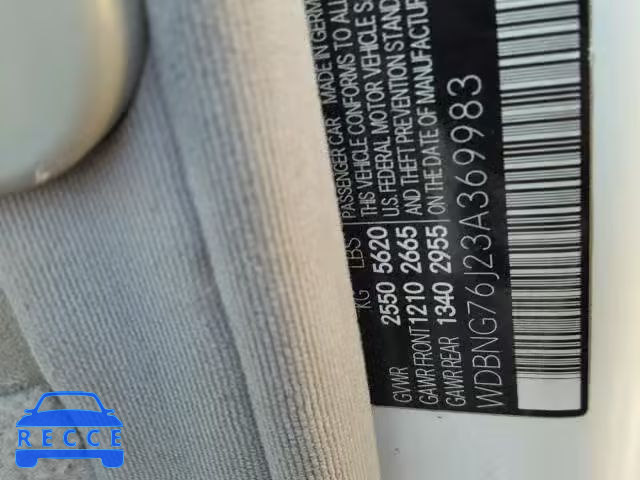 PASSENGER CAR MADE IN GERM
THIS VEHICLE CONFORMS TO ALL
U.S. FEDERAL MOTOR VEHICLE S
AND THEFT PREVENTION STAND
ON THE DATE OF MANUFACTUR
KG LBS
GVWR 2550 5620
GAWR FRONT 1210 2665
GAWR REAR 1340 2955
WDBNG76J23A369983
RECCE